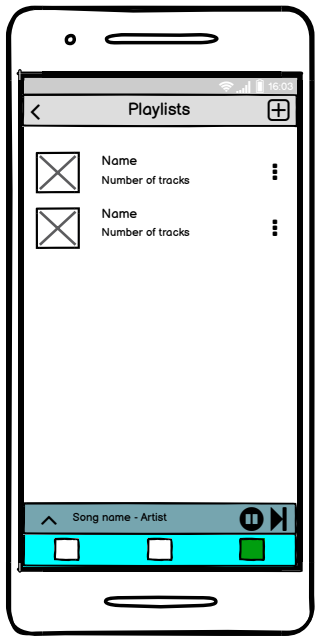 16:03
Playlists
Name
Number of tracks
Name
Number of tracks
Song name - Artist